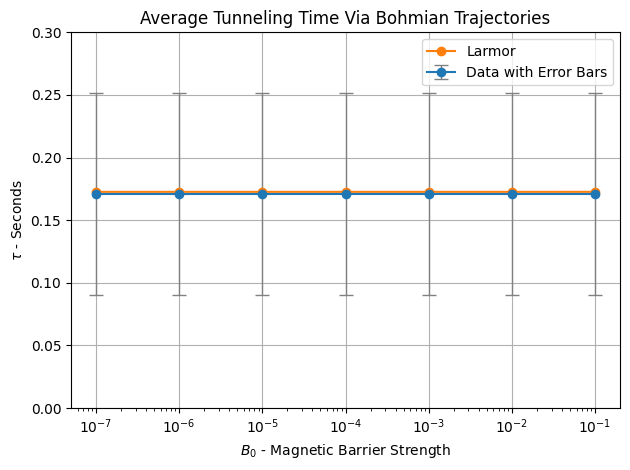 Average Tunneling Time Via Bohmian Trajectories
Larmor
Data with Error Bars
τ - Seconds
0.30
0.25
0.20
0.15
0.10
0.05
0.00
10⁻⁷ 10⁻⁶ 10⁻⁵ 10⁻⁴ 10⁻³ 10⁻² 10⁻¹
B₀ - Magnetic Barrier Strength